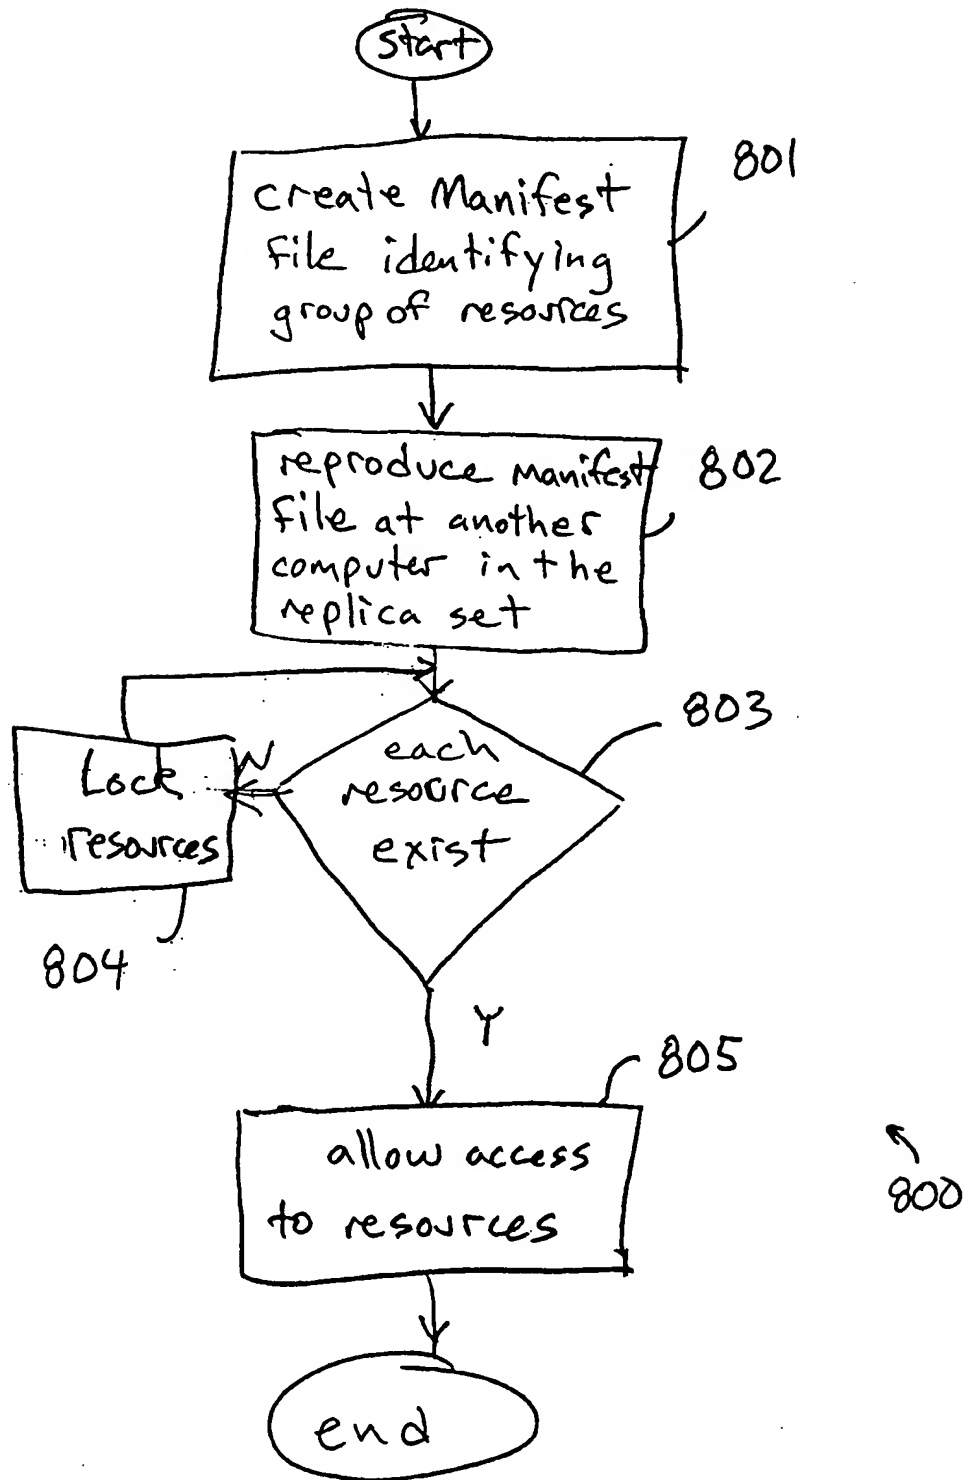 start
801
create Manifest
file identifying
group of resources
802
reproduce manifest
file at another
computer in the
replica set
803
each
resource
exist
N
Lock
resources
804
Y
805
allow access
to resources
800
end